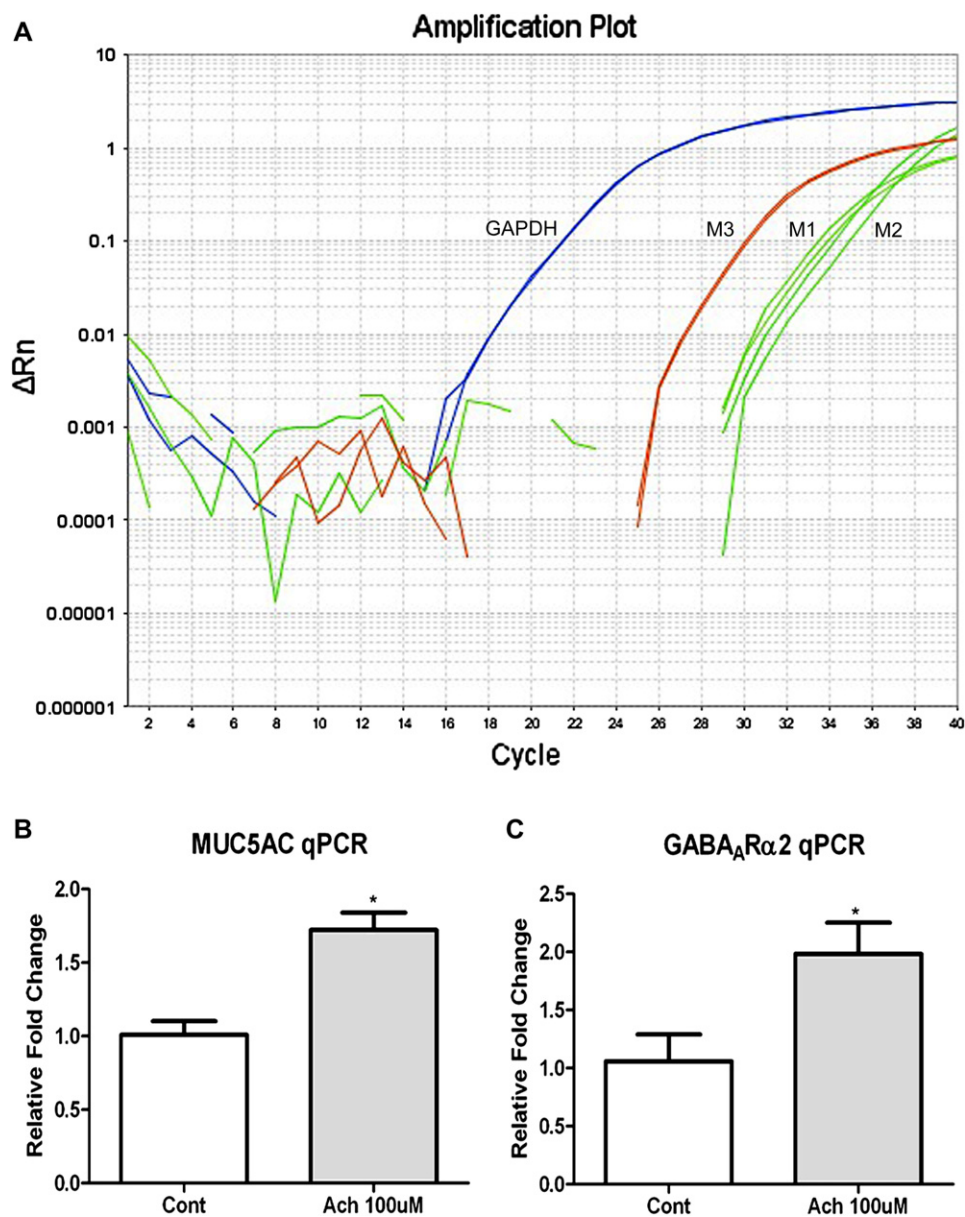 A
Amplification Plot
10
1
0.1
0.01
0.001
0.0001
0.00001
0.000001
ΔRn
GAPDH
M3
M1
M2
2 4 6 8 10 12 14 16 18 20 22 24 26 28 30 32 34 36 38 40
Cycle
B
MUC5AC qPCR
Relative Fold Change
2.0
1.5
1.0
0.5
0.0
*
Cont
Ach 100uM
C
GABAARα2 qPCR
Relative Fold Change
2.5
2.0
1.5
1.0
0.5
0.0
*
Cont
Ach 100uM